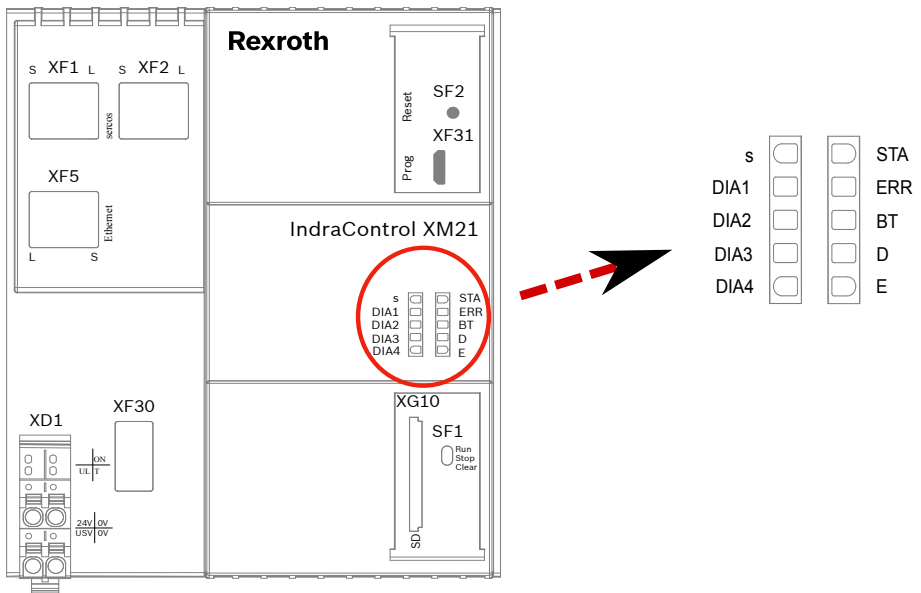 Rexroth
S XF1 L S XF2 L
sercos
XF5
Ethernet
L S
Reset
SF2
XF31
Prog
IndraControl XM21
s STA
DIA1 ERR
DIA2 BT
DIA3 D
DIA4 E
s STA
DIA1 ERR
DIA2 BT
DIA3 D
DIA4 E
XD1
XF30
ON
UL T
24V 0V
USV 0V
XG10
SF1
Run
Stop
Clear
SD